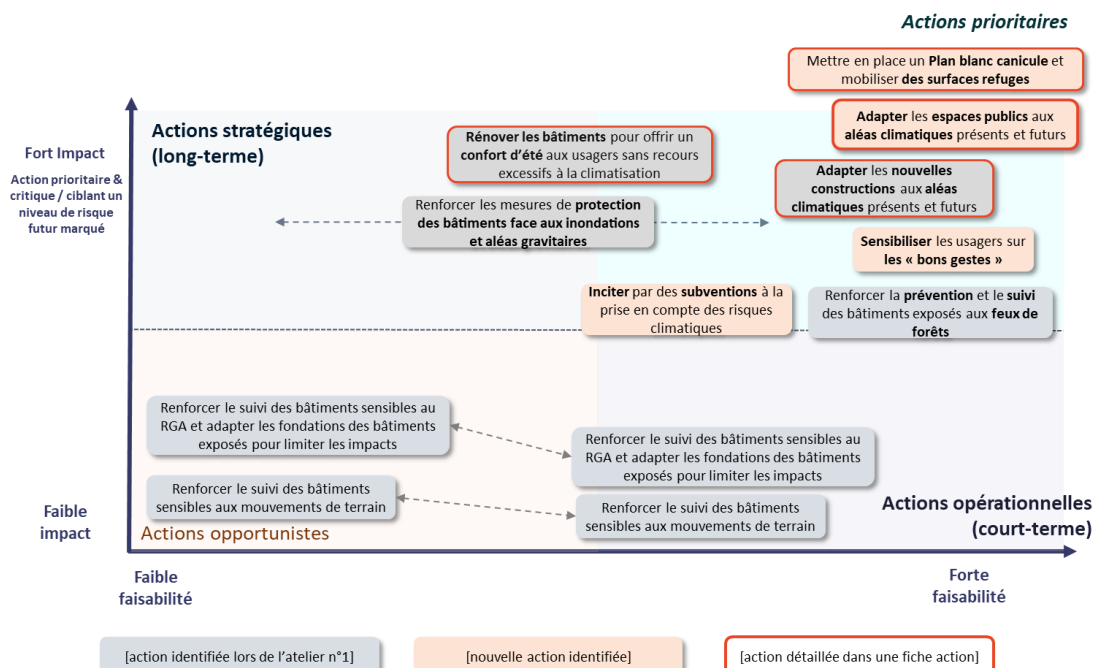 Actions prioritaires
Mettre en place un Plan blanc canicule et
mobiliser des surfaces refuges
Adapter les espaces publics aux
aléas climatiques présents et futurs
Actions stratégiques
(long-terme)
Rénover les bâtiments pour offrir un
confort d'été aux usagers sans recours
excessifs à la climatisation
Fort Impact
Action prioritaire &
critique / ciblant un
niveau de risque
futur marqué
Adapter les nouvelles
constructions aux aléas
climatiques présents et futurs
Renforcer les mesures de protection
des bâtiments face aux inondations
et aléas gravitaires
Sensibiliser les usagers sur
les « bons gestes »
Inciter par des subventions à la
prise en compte des risques
climatiques
Renforcer la prévention et le suivi
des bâtiments exposés aux feux de
forêts
Renforcer le suivi des bâtiments sensibles au
RGA et adapter les fondations des bâtiments
exposés pour limiter les impacts
Renforcer le suivi des bâtiments sensibles au
RGA et adapter les fondations des bâtiments
exposés pour limiter les impacts
Renforcer le suivi des bâtiments
sensibles aux mouvements de terrain
Renforcer le suivi des bâtiments
sensibles aux mouvements de terrain
Actions opérationnelles
(court-terme)
Faible
impact
Actions opportunistes
Faible
faisabilité
Forte
faisabilité
[action identifiée lors de l'atelier n°1]
[nouvelle action identifiée]
[action détaillée dans une fiche action]